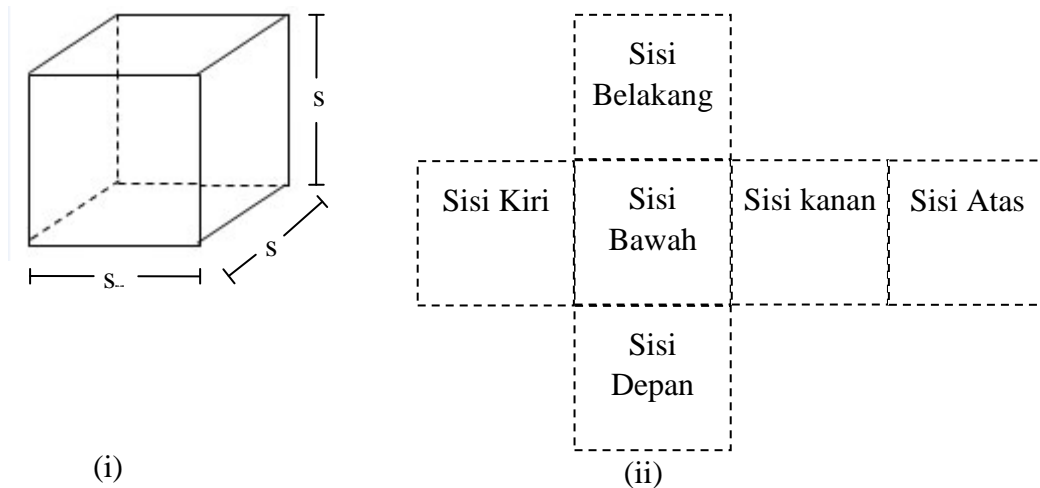 s
s
s
(i)
Sisi
Belakang
Sisi Kiri
Sisi
Bawah
Sisi kanan
Sisi Atas
Sisi
Depan
(ii)